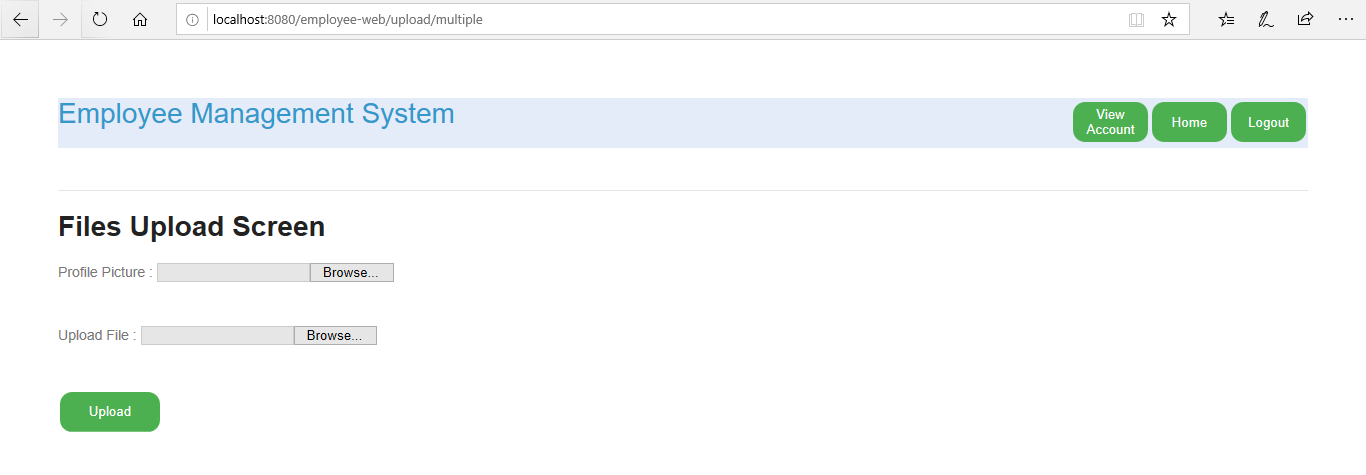 localhost:8080/employee-web/upload/multiple
Employee Management System
View
Account
Home
Logout
Files Upload Screen
Profile Picture : Browse...
Upload File : Browse...
Upload